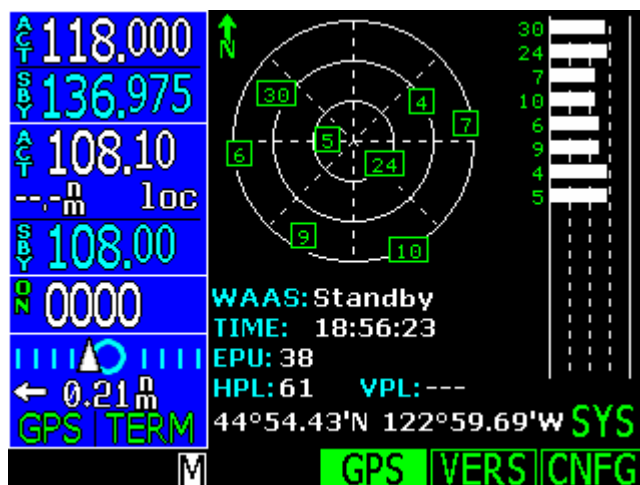 ACT 118.000
SBY 136.975
ACT 108.10
--.-nm loc
SBY 108.00
ON 0000
← 0.21nm
GPS TERM
M
N
30
4
7
5
6
24
9
10
30
24
7
10
6
9
4
5
WAAS: Standby
TIME: 18:56:23
EPU: 38
HPL: 61 VPL: ---
44°54.43'N 122°59.69'W SYS
GPS VERS CNFG